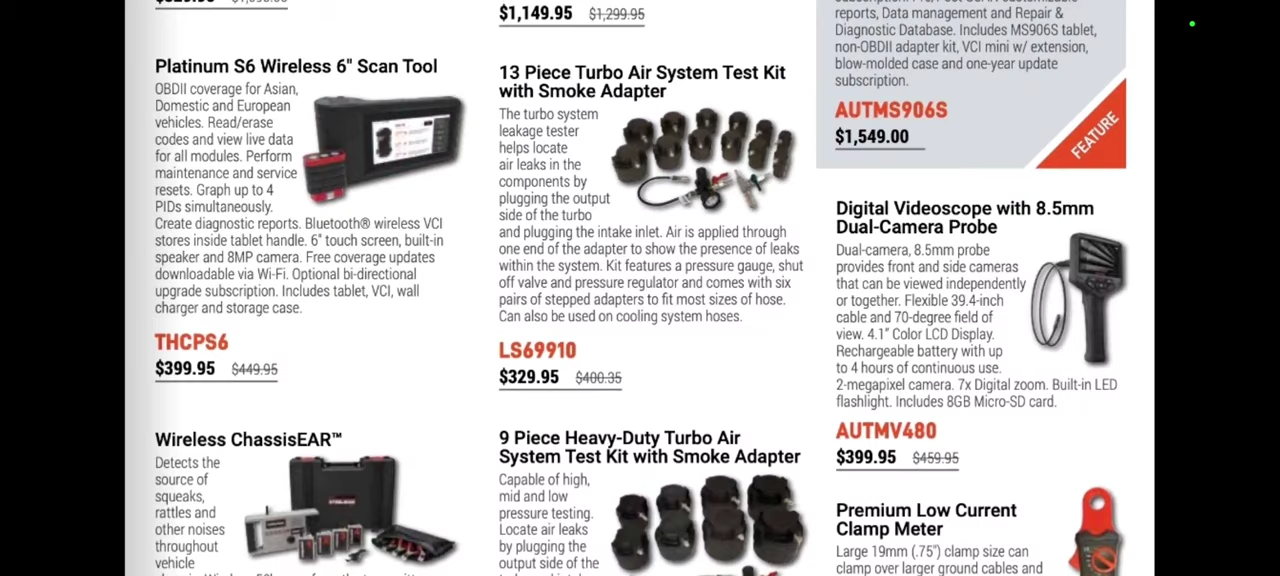 $1,299.95
$1,149.95
Platinum S6 Wireless 6" Scan Tool
OBDII coverage for Asian,
Domestic and European
vehicles. Read/erase
codes and view live data
for all modules. Perform
maintenance and service
resets. Graph up to 4
PIDs simultaneously.
Create diagnostic reports. Bluetooth® wireless VCI
stores inside tablet handle. 6" touch screen, built-in
speaker and 8MP camera. Free coverage updates
downloadable via Wi-Fi. Optional bi-directional
upgrade subscription. Includes tablet, VCI, wall
charger and storage case.
THCPS6
$399.95 $449.95
Wireless ChassisEAR™
Detects the
source of
squeaks,
rattles and
other noises
throughout
vehicle
13 Piece Turbo Air System Test Kit
with Smoke Adapter
The turbo system
leakage tester
helps locate
air leaks in the
components by
plugging the output
side of the turbo
and plugging the intake inlet. Air is applied through
one end of the adapter to show the presence of leaks
within the system. Kit features a pressure gauge, shut
off valve and pressure regulator and comes with six
pairs of stepped adapters to fit most sizes of hose.
Can also be used on cooling system hoses.
LS69910
$329.95 $400.35
9 Piece Heavy-Duty Turbo Air
System Test Kit with Smoke Adapter
Capable of high,
mid and low
pressure testing.
Locate air leaks
by plugging the
output side of the
reports, Data management and Repair &
Diagnostic Database. Includes MS906S tablet,
non-OBDII adapter kit, VCI mini w/ extension,
blow-molded case and one-year update
subscription.
AUTMS906S
$1,549.00
FEATURE
Digital Videoscope with 8.5mm
Dual-Camera Probe
Dual-camera, 8.5mm probe
provides front and side cameras
that can be viewed independently
or together. Flexible 39.4-inch
cable and 70-degree field of
view. 4.1" Color LCD Display.
Rechargeable battery with up
to 4 hours of continuous use.
2-megapixel camera. 7x Digital zoom. Built-in LED
flashlight. Includes 8GB Micro-SD card.
AUTMV480
$399.95 $459.95
Premium Low Current
Clamp Meter
Large 19mm (.75") clamp size can
clamp over larger ground cables and